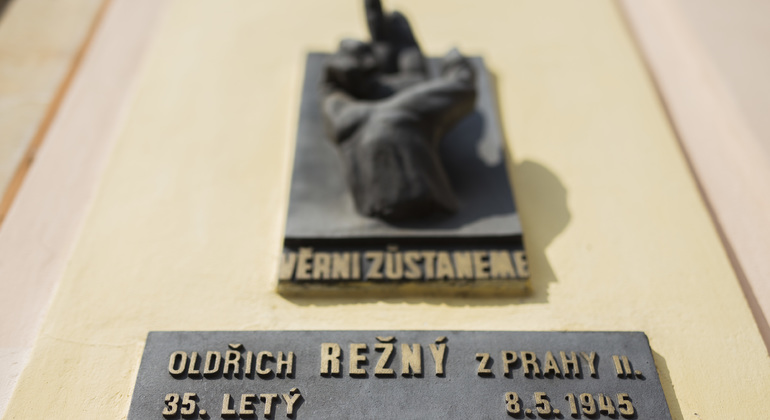 VĚRNI ZŮSTANEME
OLDŘICH REŽNÝ Z PRAHY II.
35. LETÝ 8.5.1945